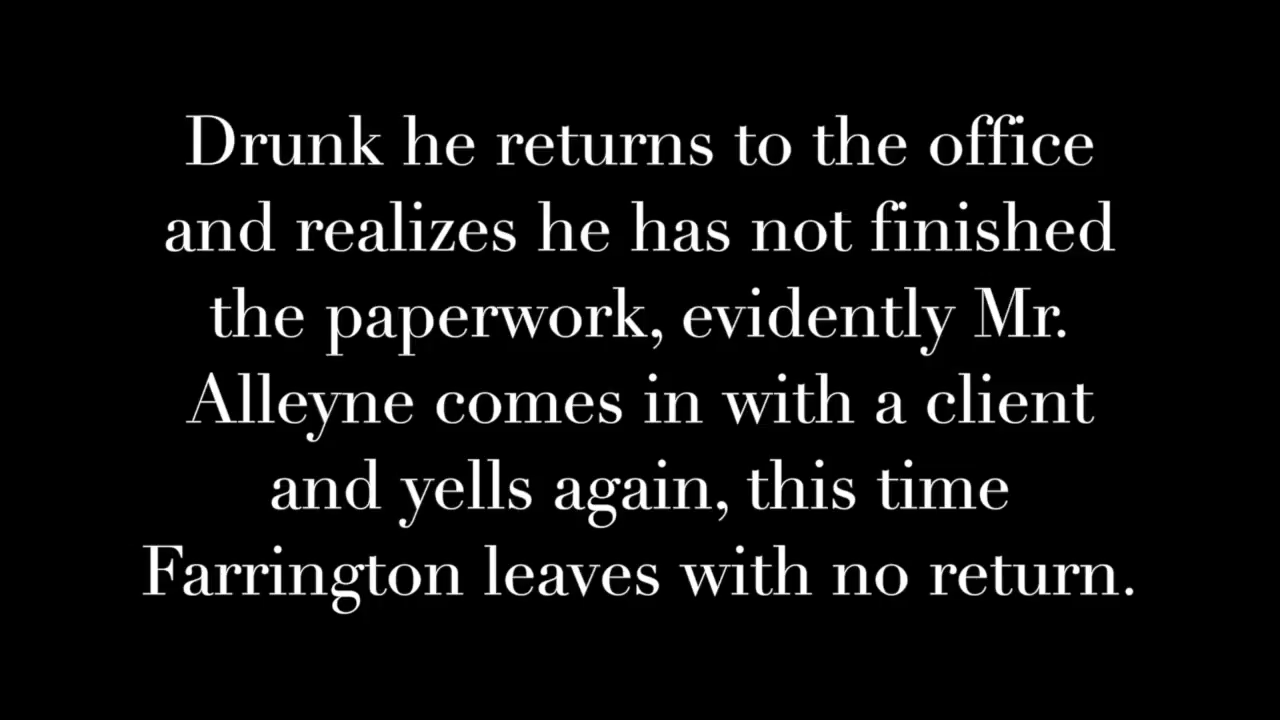 Drunk he returns to the office
and realizes he has not finished
the paperwork, evidently Mr.
Alleyne comes in with a client
and yells again, this time
Farrington leaves with no return.